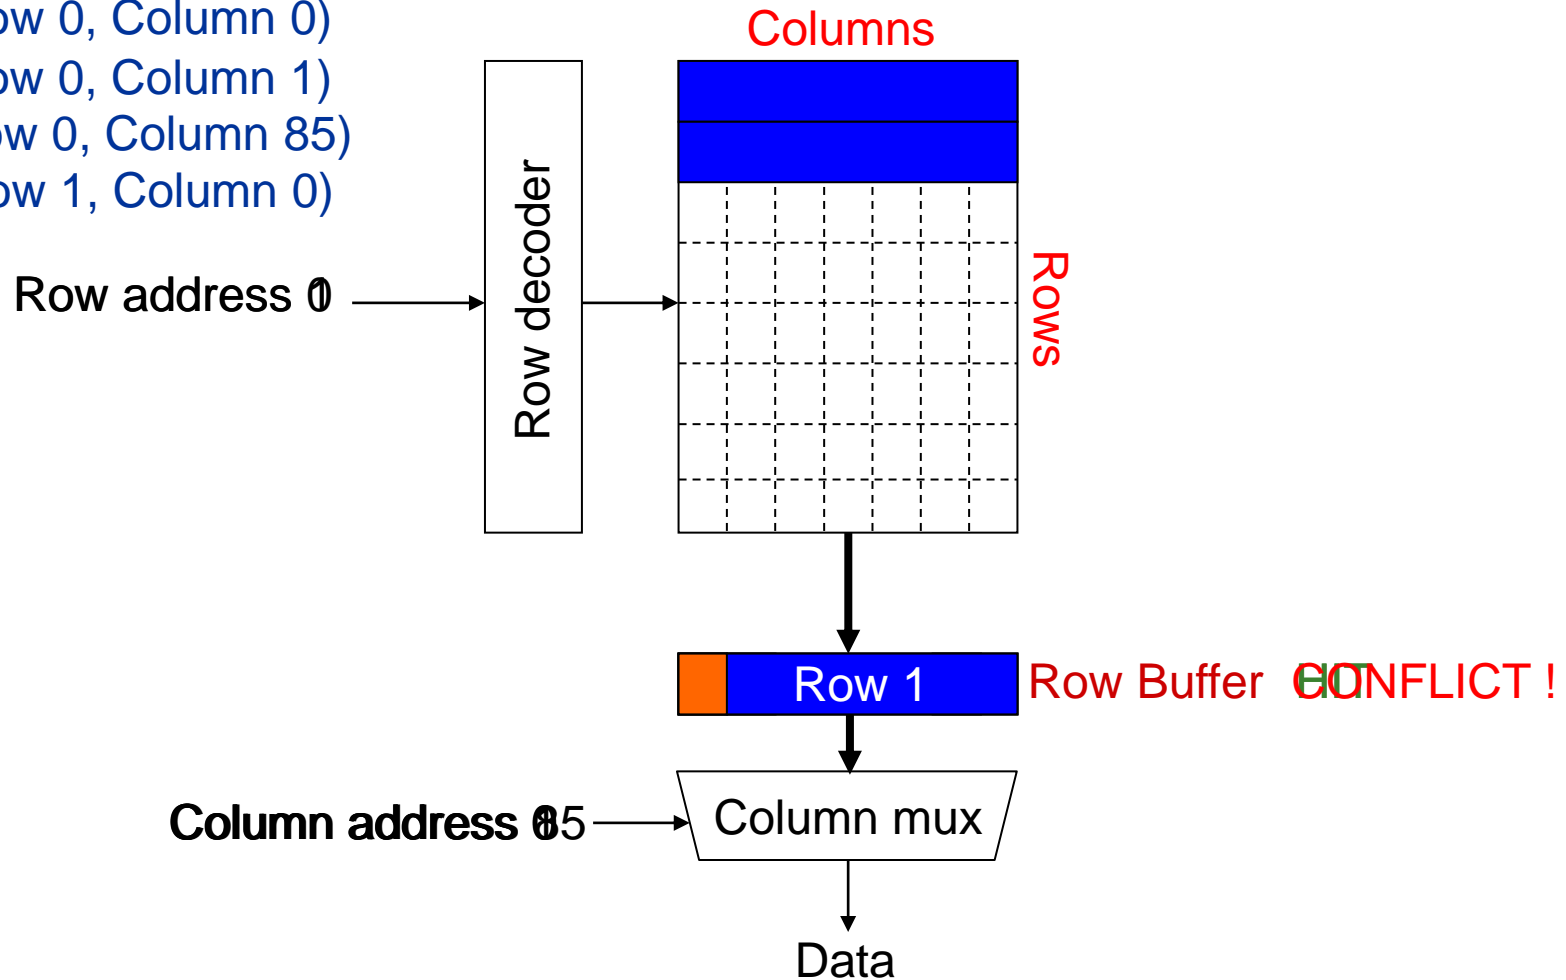 ow 0, Column 0)
ow 0, Column 1)
ow 0, Column 85)
ow 1, Column 0)
Columns
Row decoder
Rows
Row address
Row 1
Row Buffer CONFLICT !
Column address
Column mux
Data